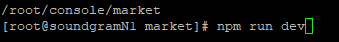 /root/console/market
[root@soundgramN1 market]# npm run dev